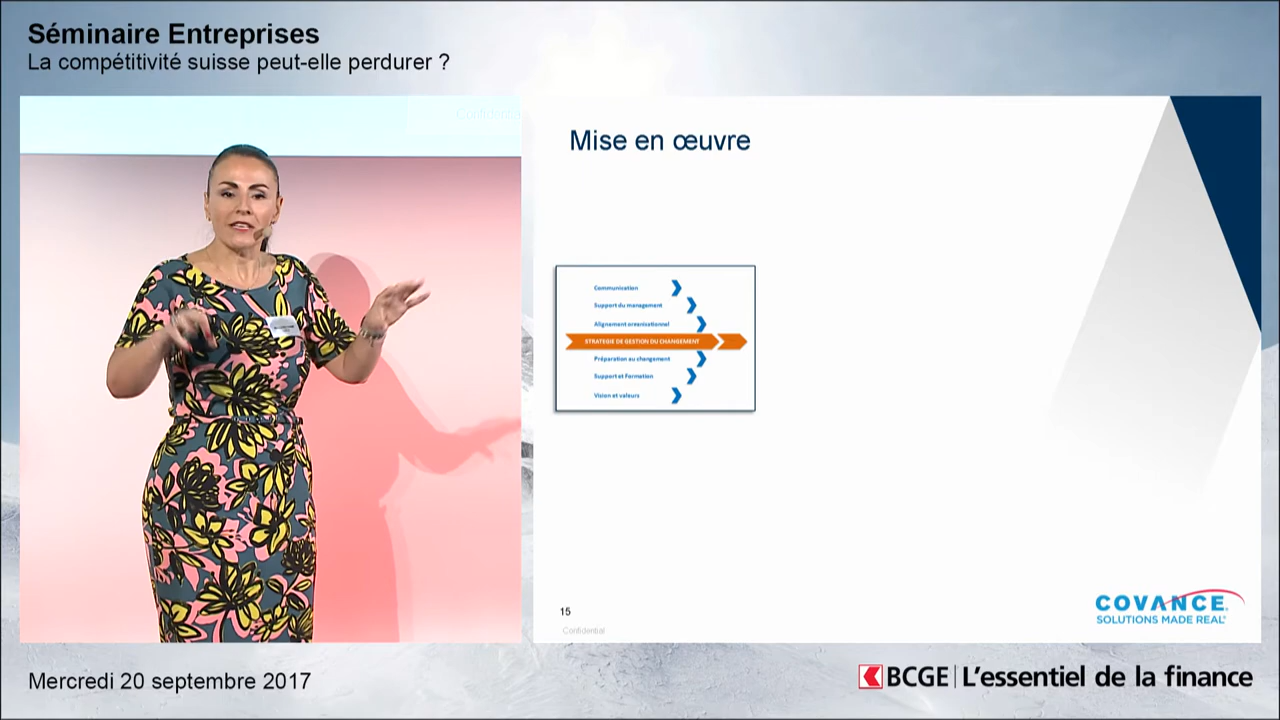 Séminaire Entreprises
La compétitivité suisse peut-elle perdurer ?
Confidential
Mise en œuvre
Communication
Support du management
Alignement organisationnel
STRATEGIE DE GESTION DU CHANGEMENT
Préparation au changement
Support et Formation
Vision et valeurs
15
Confidential
COVANCE
SOLUTIONS MADE REAL®
Mercredi 20 septembre 2017
BCGE | L'essentiel de la finance